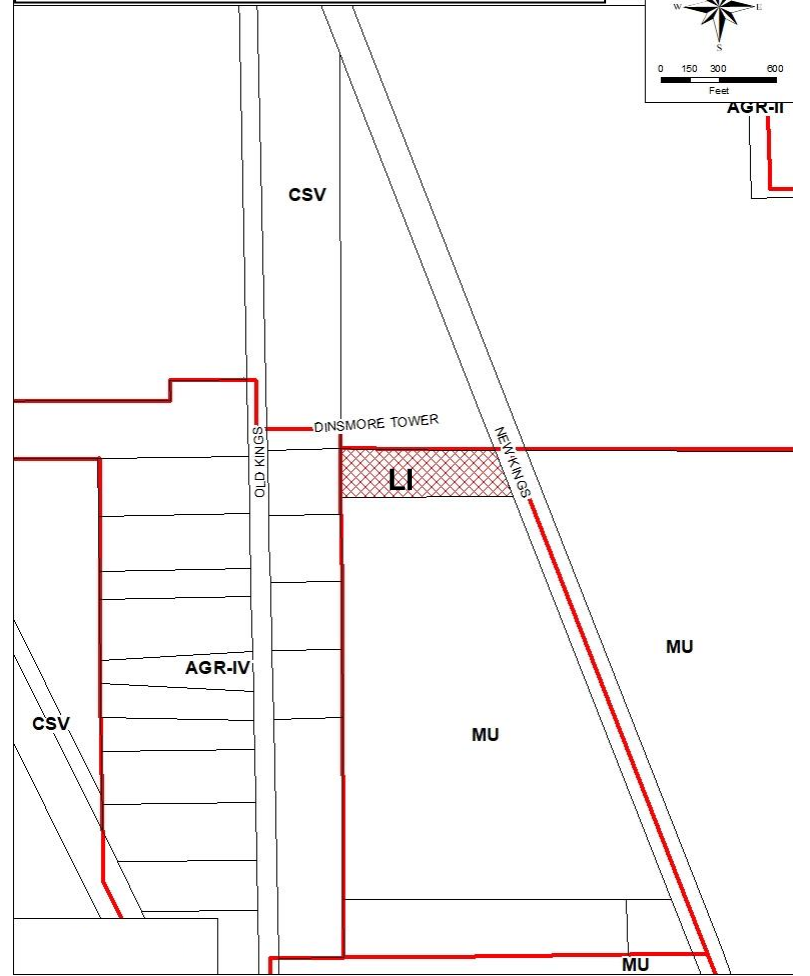 W E
S
0 150 300 600
Feet
AGR-II
CSV
DINSMORE TOWER
OLD KINGS
NEW KINGS
LI
MU
AGR-IV
CSV
MU
MU